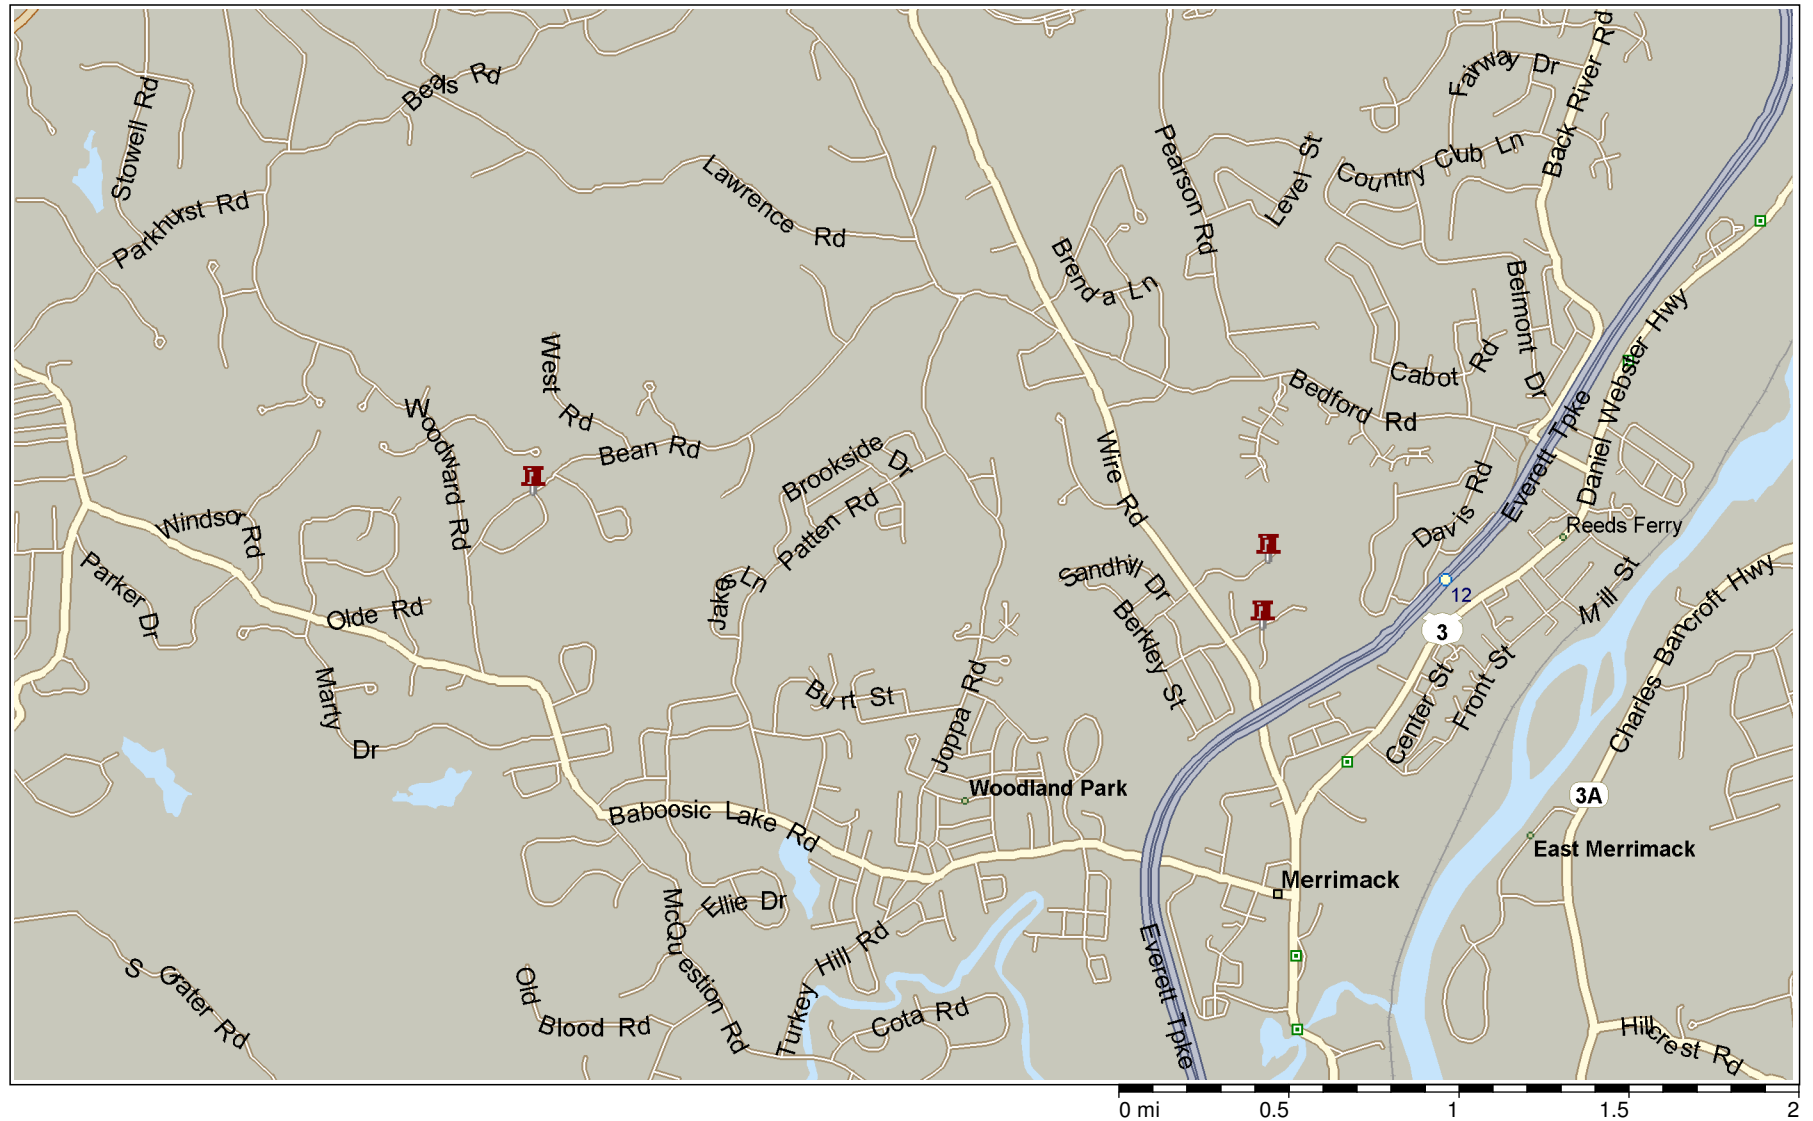 Stowell Rd
Beals Rd
Fairway Dr
Back River Rd
Parkhurst Rd
Lawrence Rd
Pearson Rd
Level St
Country Club Ln
Brenda Ln
Belmont Dr
Daniel Webster Hwy
West Rd
Woodward Rd
Bean Rd
Cabot Rd
Bedford Rd
Everett Tpke
Brookside Dr
Patten Rd
Wire Rd
Davis Rd
Reeds Ferry
Windsor Rd
Parker Dr
Olde Rd
Jakes Ln
Sandhill Dr
Berkley St
12
3
Mill St
Charles Bancroft Hwy
Marty Dr
Burt St
Joppa Rd
Center St
Front St
Woodland Park
3A
Baboosic Lake Rd
East Merrimack
Merrimack
Ellie Dr
McQuestion Rd
Turkey Hill Rd
Everett Tpke
S Grater Rd
Old Blood Rd
Cota Rd
Hillcrest Rd
0 mi 0.5 1 1.5 2